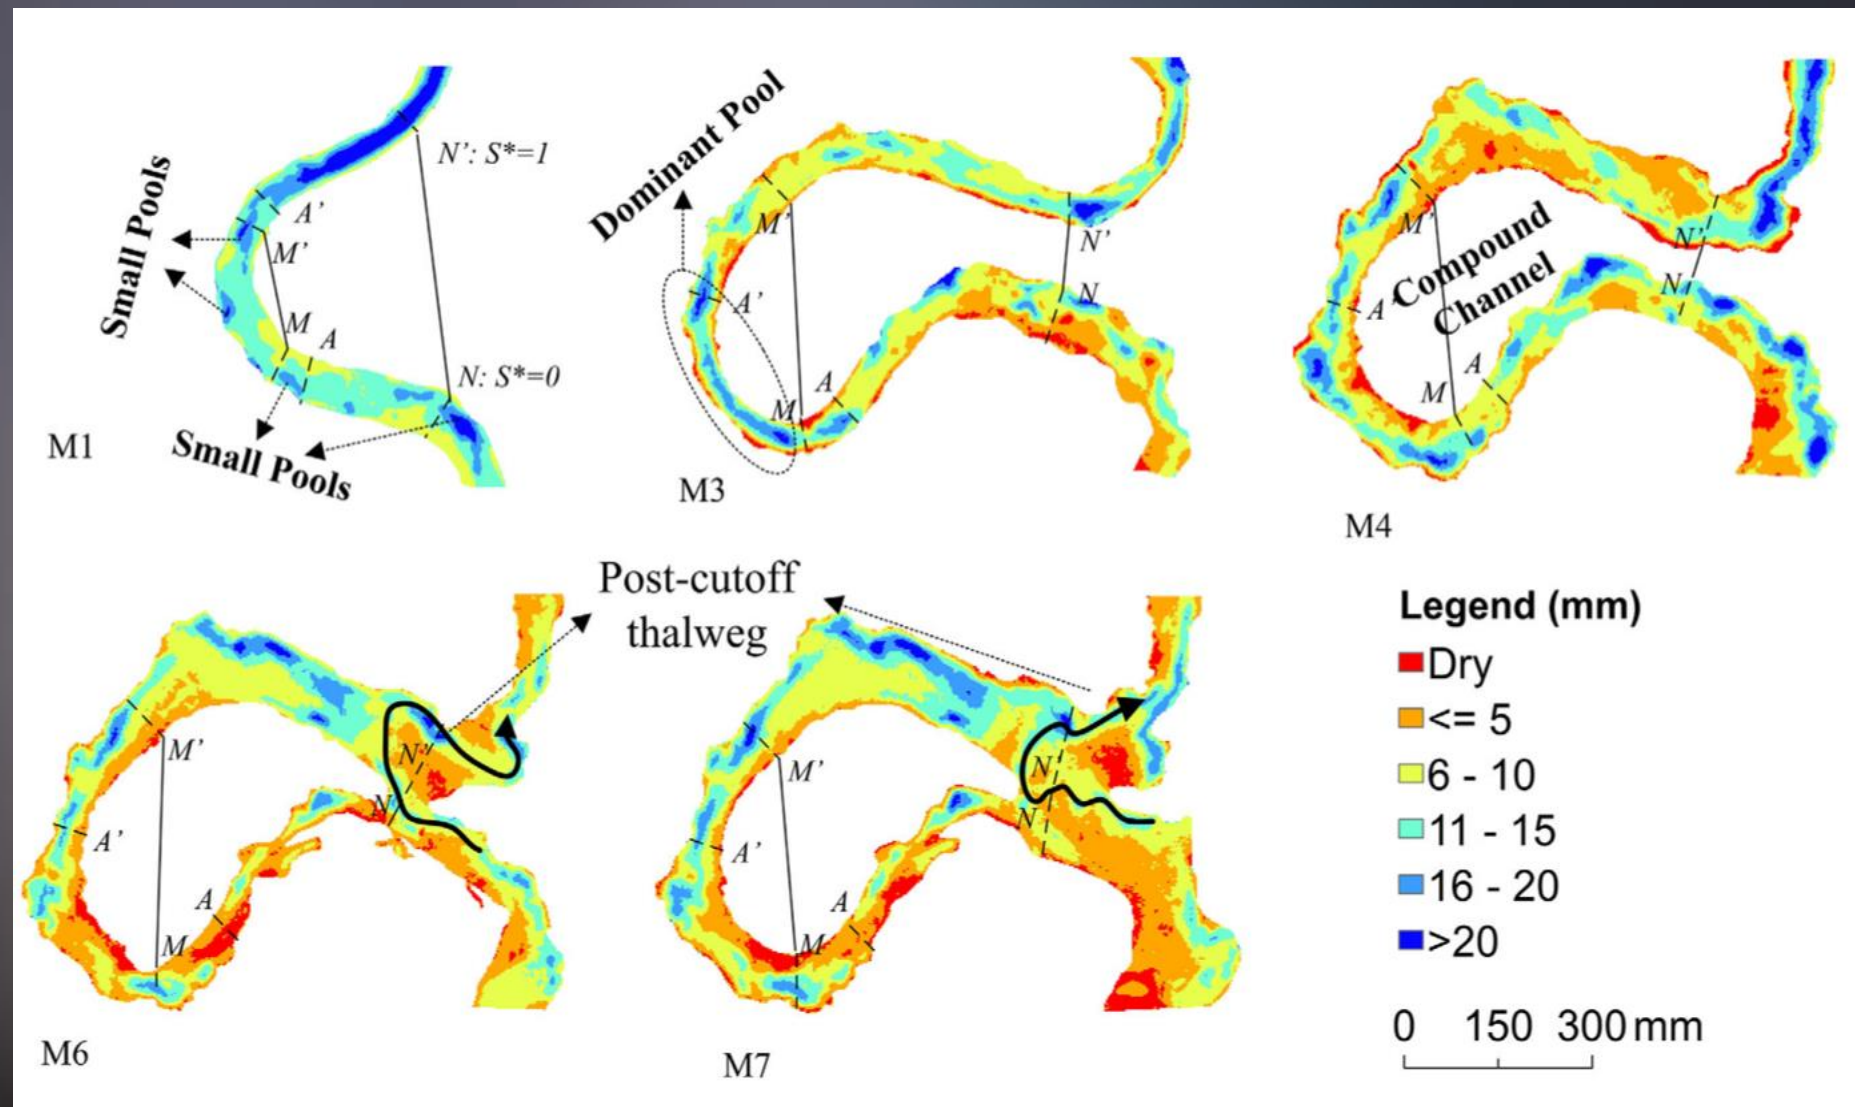 N’: S*=1
A’
M’
M
A
N: S*=0
Small Pools
Small Pools
M1
Dominant Pool
M’
N’
A’
N
A
M
M3
M’
N’
Compound
Channel
N
A’
A
M
M4
Post-cutoff
thalweg
N’
M’
N
A’
A
M
M6
N’
M’
N
A’
A
M
M7
Legend (mm)
Dry
<= 5
6 - 10
11 - 15
16 - 20
>20
0 150 300 mm